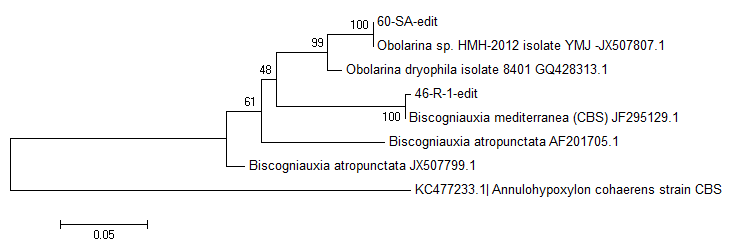 100
60-SA-edit
Obolarina sp. HMH-2012 isolate YMJ -JX507807.1
99
Obolarina dryophila isolate 8401 GQ428313.1
48
46-R-1-edit
100
Biscogniauxia mediterranea (CBS) JF295129.1
61
Biscogniauxia atropunctata AF201705.1
Biscogniauxia atropunctata JX507799.1
KC477233.1| Annulohypoxylon cohaerens strain CBS
0.05